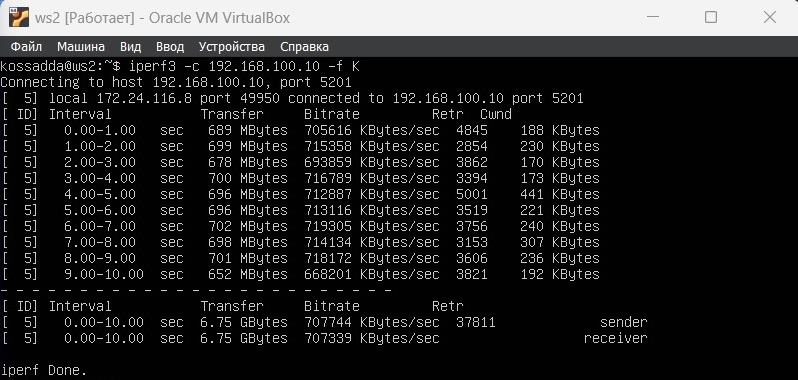 ws2 [Работает] - Oracle VM VirtualBox
Файл Машина Вид Ввод Устройства Справка
kossadda@ws2:~$ iperf3 -c 192.168.100.10 -f K
Connecting to host 192.168.100.10, port 5201
[  5] local 172.24.116.8 port 49950 connected to 192.168.100.10 port 5201
[ ID] Interval           Transfer     Bitrate         Retr  Cwnd
[  5]   0.00-1.00   sec   689 MBytes  705616 KBytes/sec  4845    188 KBytes
[  5]   1.00-2.00   sec   699 MBytes  715358 KBytes/sec  2854    230 KBytes
[  5]   2.00-3.00   sec   678 MBytes  693859 KBytes/sec  3862    170 KBytes
[  5]   3.00-4.00   sec   700 MBytes  716789 KBytes/sec  3394    173 KBytes
[  5]   4.00-5.00   sec   696 MBytes  712887 KBytes/sec  5001    441 KBytes
[  5]   5.00-6.00   sec   696 MBytes  713116 KBytes/sec  3519    221 KBytes
[  5]   6.00-7.00   sec   702 MBytes  719305 KBytes/sec  3756    240 KBytes
[  5]   7.00-8.00   sec   698 MBytes  714134 KBytes/sec  3153    307 KBytes
[  5]   8.00-9.00   sec   701 MBytes  718172 KBytes/sec  3606    236 KBytes
[  5]   9.00-10.00  sec   652 MBytes  668201 KBytes/sec  3821    192 KBytes
- - - - - - - - - - - - - - - - - - - - - - - - -
[ ID] Interval           Transfer     Bitrate         Retr
[  5]   0.00-10.00  sec  6.75 GBytes  707744 KBytes/sec  37811             sender
[  5]   0.00-10.00  sec  6.75 GBytes  707339 KBytes/sec                  receiver
iperf Done.